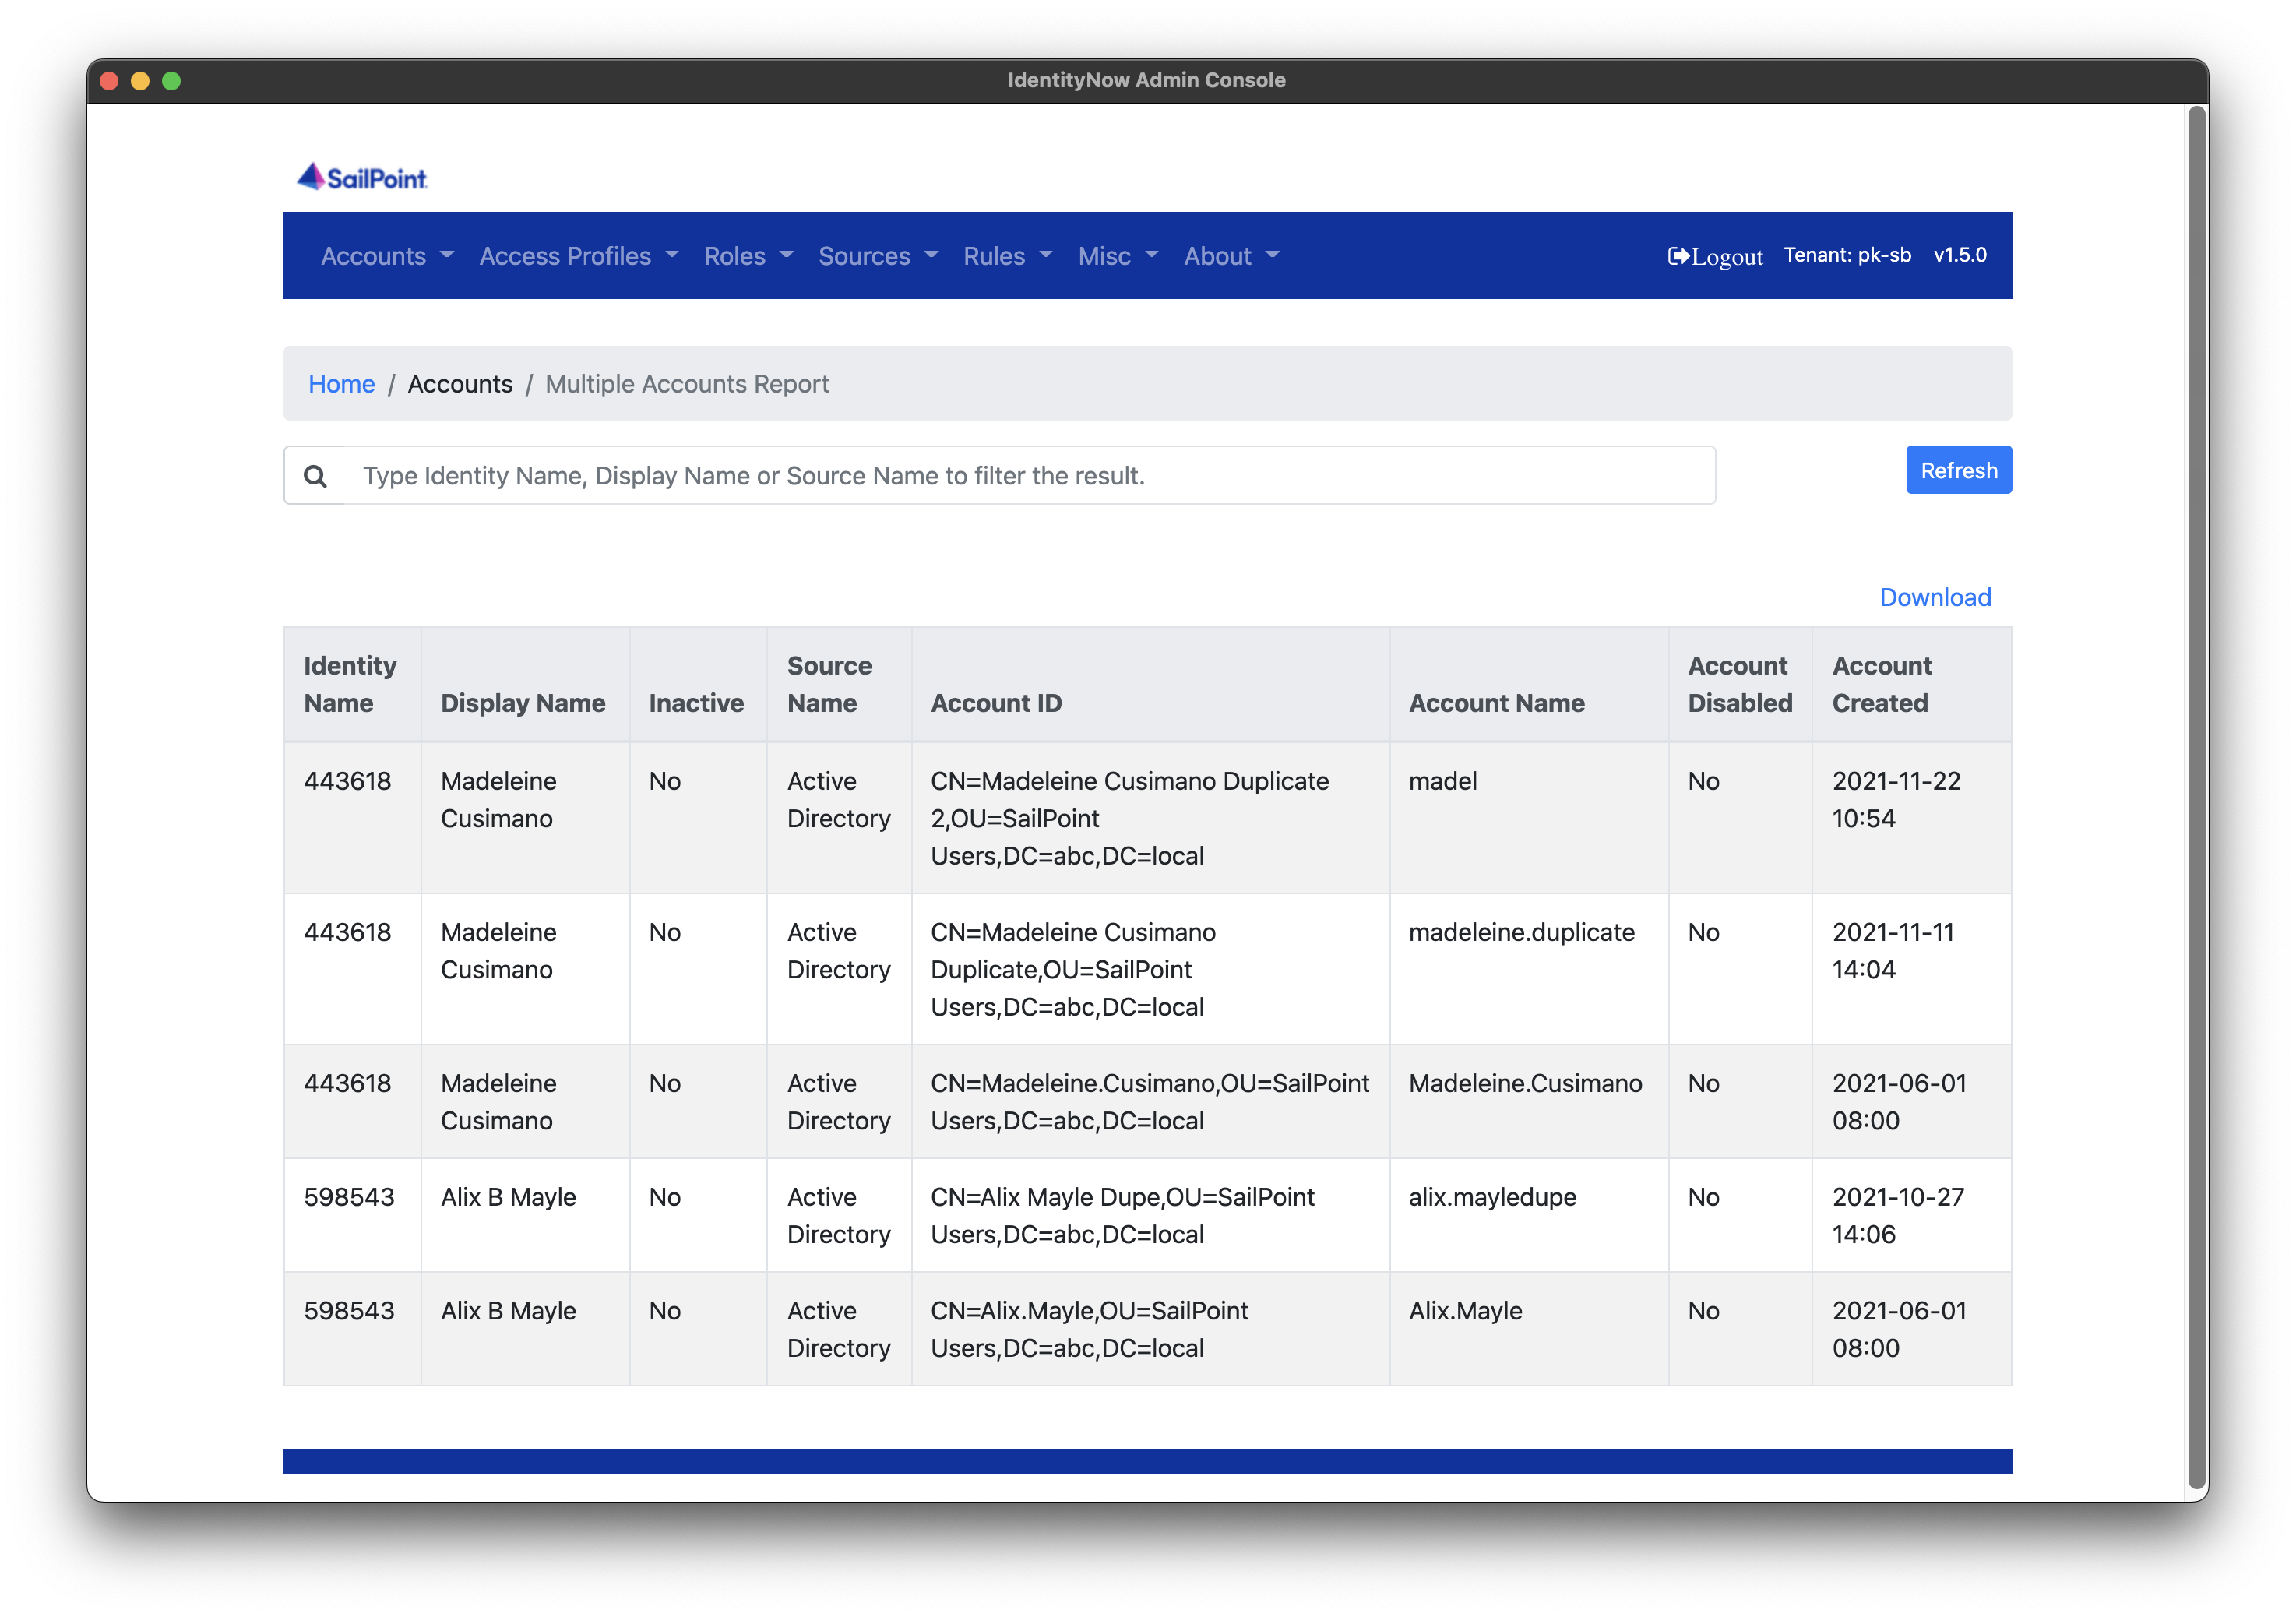 IdentityNow Admin Console
SailPoint
Accounts Access Profiles Roles Sources Rules Misc About Logout Tenant: pk-sb v1.5.0
Home / Accounts / Multiple Accounts Report
Type Identity Name, Display Name or Source Name to filter the result. Refresh
Download
Identity Name Display Name Inactive Source Name Account ID Account Name Account Disabled Account Created
443618 Madeleine Cusimano No Active Directory CN=Madeleine Cusimano Duplicate 2,OU=SailPoint Users,DC=abc,DC=local madel No 2021-11-22 10:54
443618 Madeleine Cusimano No Active Directory CN=Madeleine Cusimano Duplicate,OU=SailPoint Users,DC=abc,DC=local madeleine.duplicate No 2021-11-11 14:04
443618 Madeleine Cusimano No Active Directory CN=Madeleine.Cusimano,OU=SailPoint Users,DC=abc,DC=local Madeleine.Cusimano No 2021-06-01 08:00
598543 Alix B Mayle No Active Directory CN=Alix Mayle Dupe,OU=SailPoint Users,DC=abc,DC=local alix.mayledupe No 2021-10-27 14:06
598543 Alix B Mayle No Active Directory CN=Alix.Mayle,OU=SailPoint Users,DC=abc,DC=local Alix.Mayle No 2021-06-01 08:00